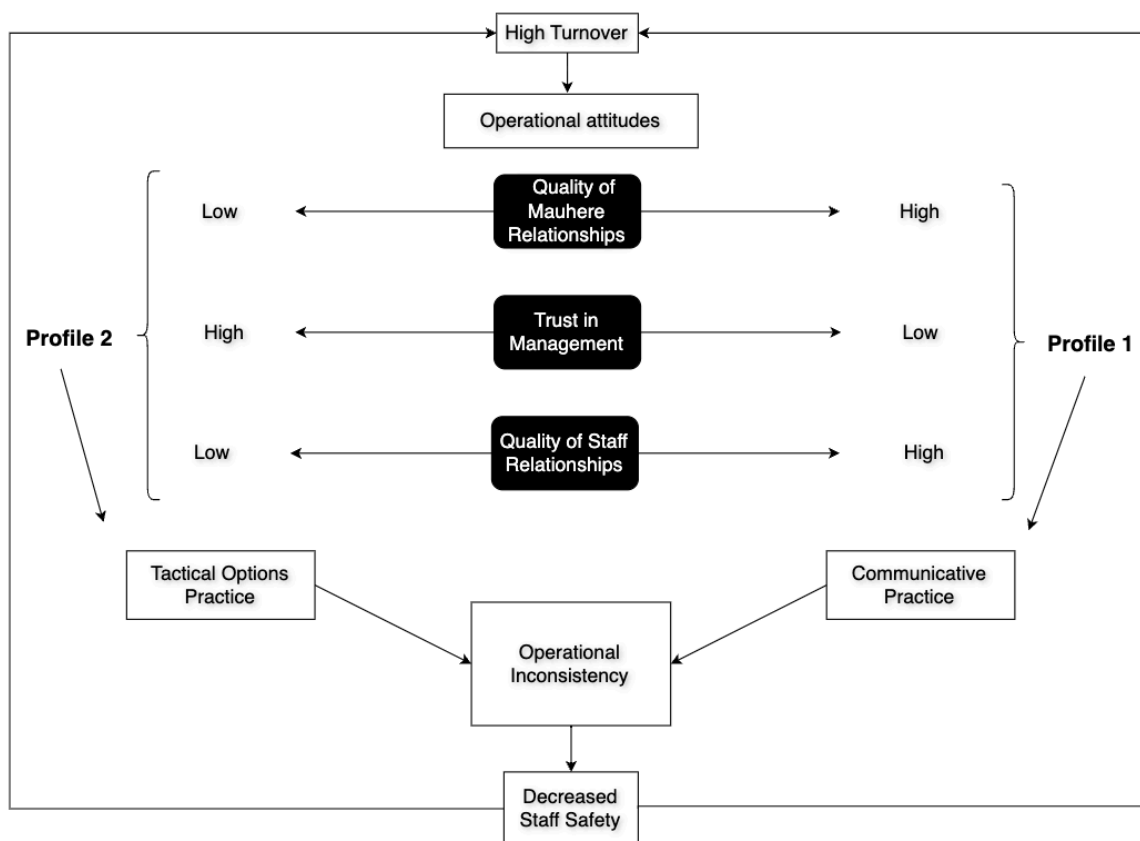 High Turnover
Operational attitudes
Quality of
Mauhere
Relationships
Low
High
Trust in
Management
High
Low
Profile 2
Profile 1
Quality of Staff
Relationships
Low
High
Tactical Options
Practice
Communicative
Practice
Operational
Inconsistency
Decreased
Staff Safety